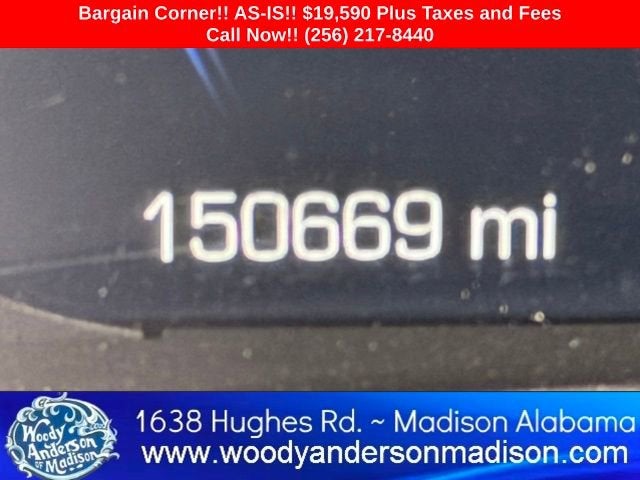 Bargain Corner!! AS-IS!! $19,590 Plus Taxes and Fees
Call Now!! (256) 217-8440
150669 mi
Woody
Anderson
OF Madison
1638 Hughes Rd. ~ Madison Alabama
www.woodyandersonmadison.com